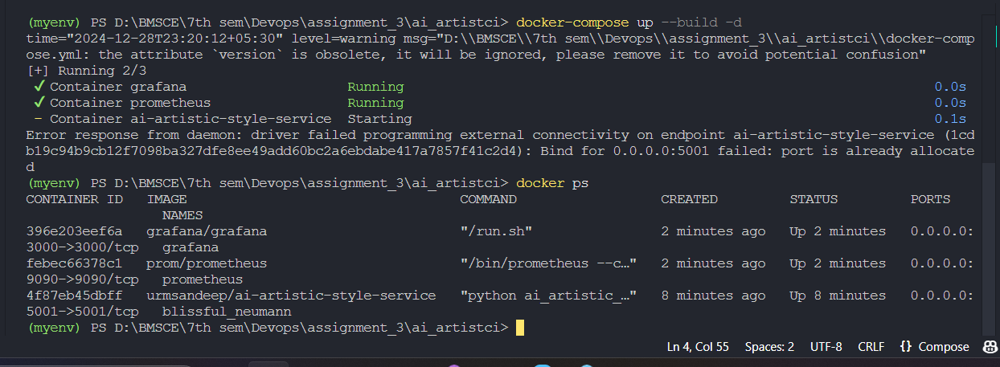 (myenv) PS D:\BMSCE\7th sem\Devops\assignment_3\ai_artistci> docker-compose up --build -d
time="2024-12-28T23:20:12+05:30" level=warning msg="D:\\BMSCE\\7th sem\\Devops\\assignment_3\\ai_artistci\\docker-comp
ose.yml: the attribute `version` is obsolete, it will be ignored, please remove it to avoid potential confusion"
[+] Running 2/3
✔ Container grafana Running 0.0s
✔ Container prometheus Running 0.0s
- Container ai-artistic-style-service Starting 0.1s
Error response from daemon: driver failed programming external connectivity on endpoint ai-artistic-style-service (1cd
b19c94b9cb12f7098ba327dfe8ee49add60bc2a6ebdabe417a7857f41c2d4): Bind for 0.0.0.0:5001 failed: port is already allocate
d
(myenv) PS D:\BMSCE\7th sem\Devops\assignment_3\ai_artistci> docker ps
CONTAINER ID IMAGE COMMAND CREATED STATUS PORTS
NAMES
396e203eef6a grafana/grafana "/run.sh" 2 minutes ago Up 2 minutes 0.0.0.0:
3000->3000/tcp grafana
febec66378c1 prom/prometheus "/bin/prometheus --c…" 2 minutes ago Up 2 minutes 0.0.0.0:
9090->9090/tcp prometheus
4f87eb45dbff urmsandeep/ai-artistic-style-service "python ai_artistic_…" 8 minutes ago Up 8 minutes 0.0.0.0:
5001->5001/tcp blissful_neumann
(myenv) PS D:\BMSCE\7th sem\Devops\assignment_3\ai_artistci>
Ln 4, Col 55 Spaces: 2 UTF-8 CRLF {} Compose